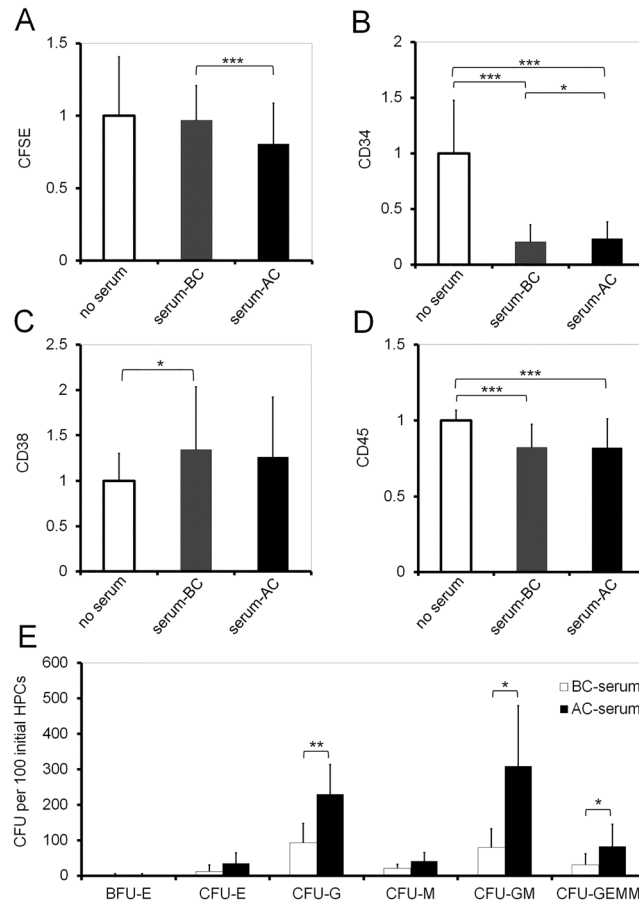 A
CFSE
1.5
1
0.5
0
***
no serum
serum-BC
serum-AC
B
CD34
2
1.5
1
0.5
0
***
***
*
no serum
serum-BC
serum-AC
C
CD38
2.5
2
1.5
1
0.5
0
*
no serum
serum-BC
serum-AC
D
CD45
1.5
1
0.5
0
***
***
no serum
serum-BC
serum-AC
E
CFU per 100 initial HPCs
600
500
400
300
200
100
0
BC-serum
AC-serum
**
*
*
BFU-E CFU-E CFU-G CFU-M CFU-GM CFU-GEMM